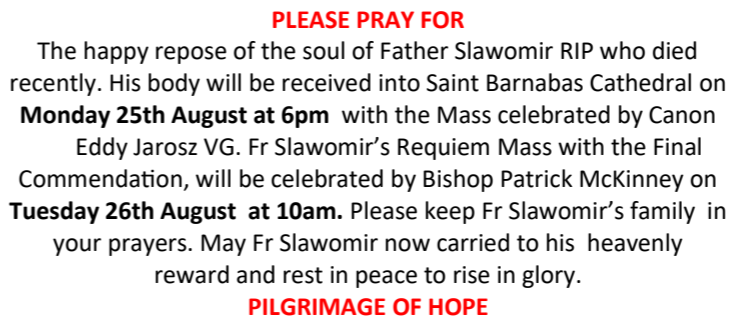 PLEASE PRAY FOR
The happy repose of the soul of Father Slawomir RIP who died
recently. His body will be received into Saint Barnabas Cathedral on
Monday 25th August at 6pm with the Mass celebrated by Canon
Eddy Jarosz VG. Fr Slawomir’s Requiem Mass with the Final
Commendation, will be celebrated by Bishop Patrick McKinney on
Tuesday 26th August at 10am. Please keep Fr Slawomir’s family in
your prayers. May Fr Slawomir now carried to his heavenly
reward and rest in peace to rise in glory.
PILGRIMAGE OF HOPE